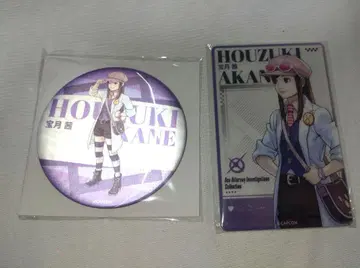 HOUZUKI
宝月 茜
AKANE
HOUZUKI
宝月 茜
AKANE
Ace Attorney Investigations
Collection